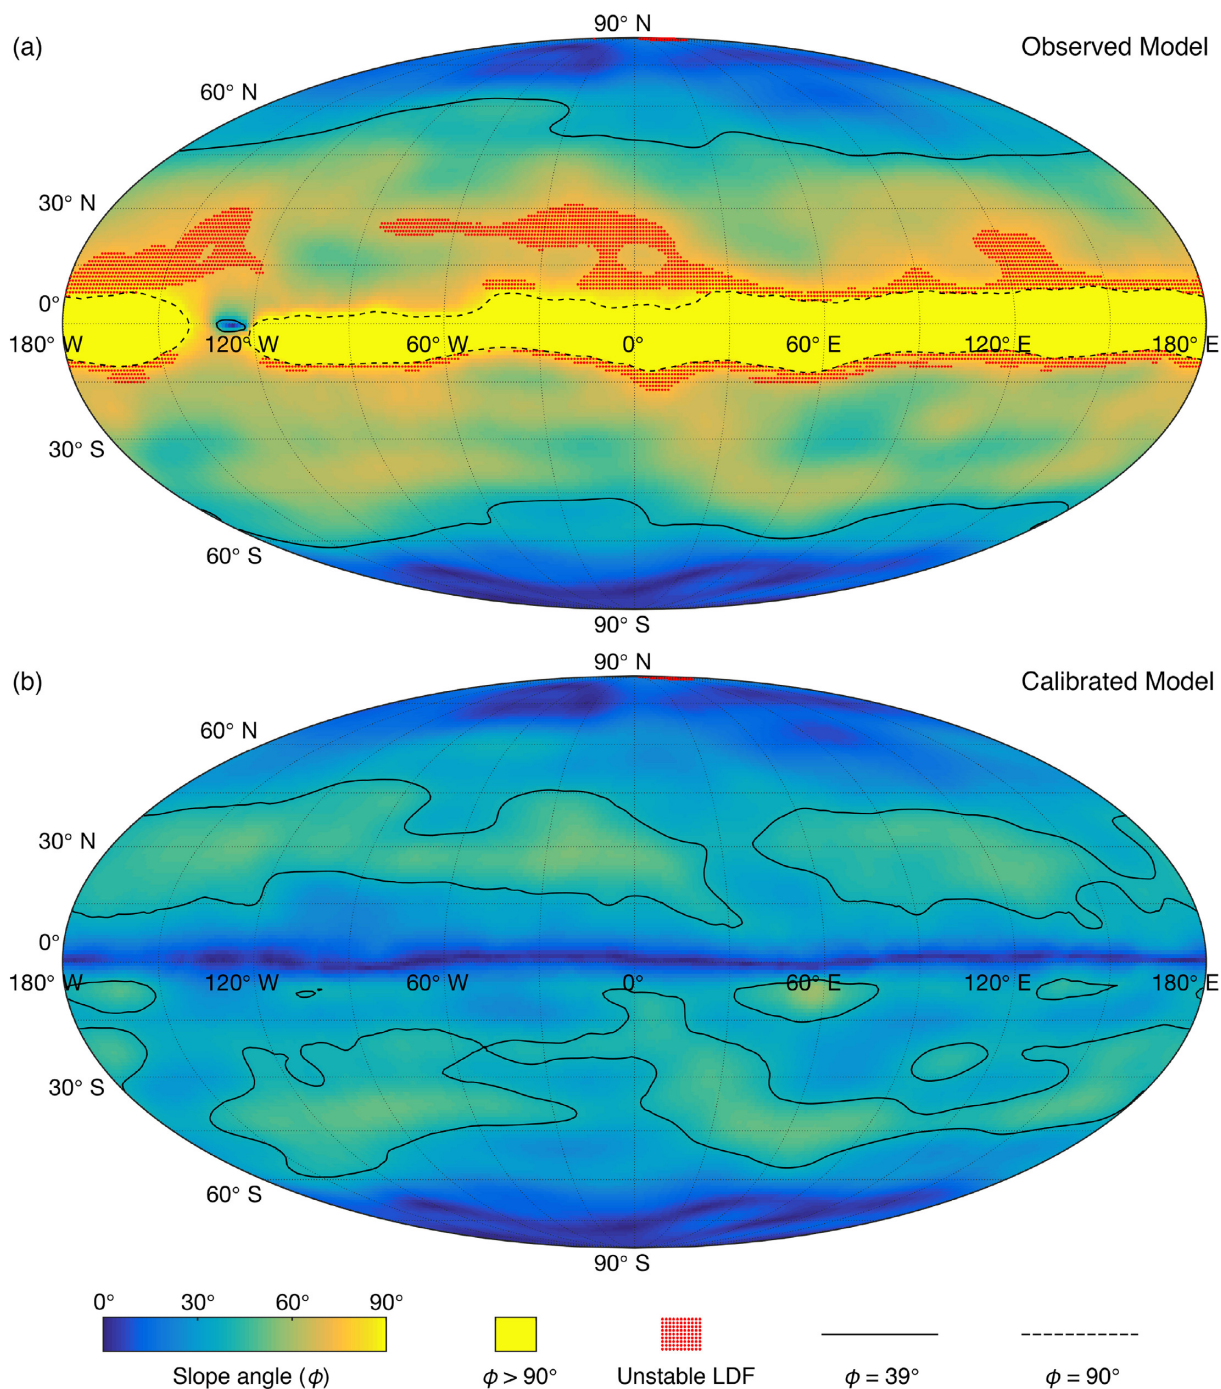 90° N
(a)
Observed Model
60° N
30° N
0°
180° W
120° W
60° W
0°
60° E
120° E
180° E
30° S
60° S
90° S
90° N
(b)
Calibrated Model
60° N
30° N
0°
180° W
120° W
60° W
0°
60° E
120° E
180° E
30° S
60° S
90° S
0° 30° 60° 90°
Slope angle (ϕ)
ϕ > 90°
Unstable LDF
ϕ = 39°
ϕ = 90°